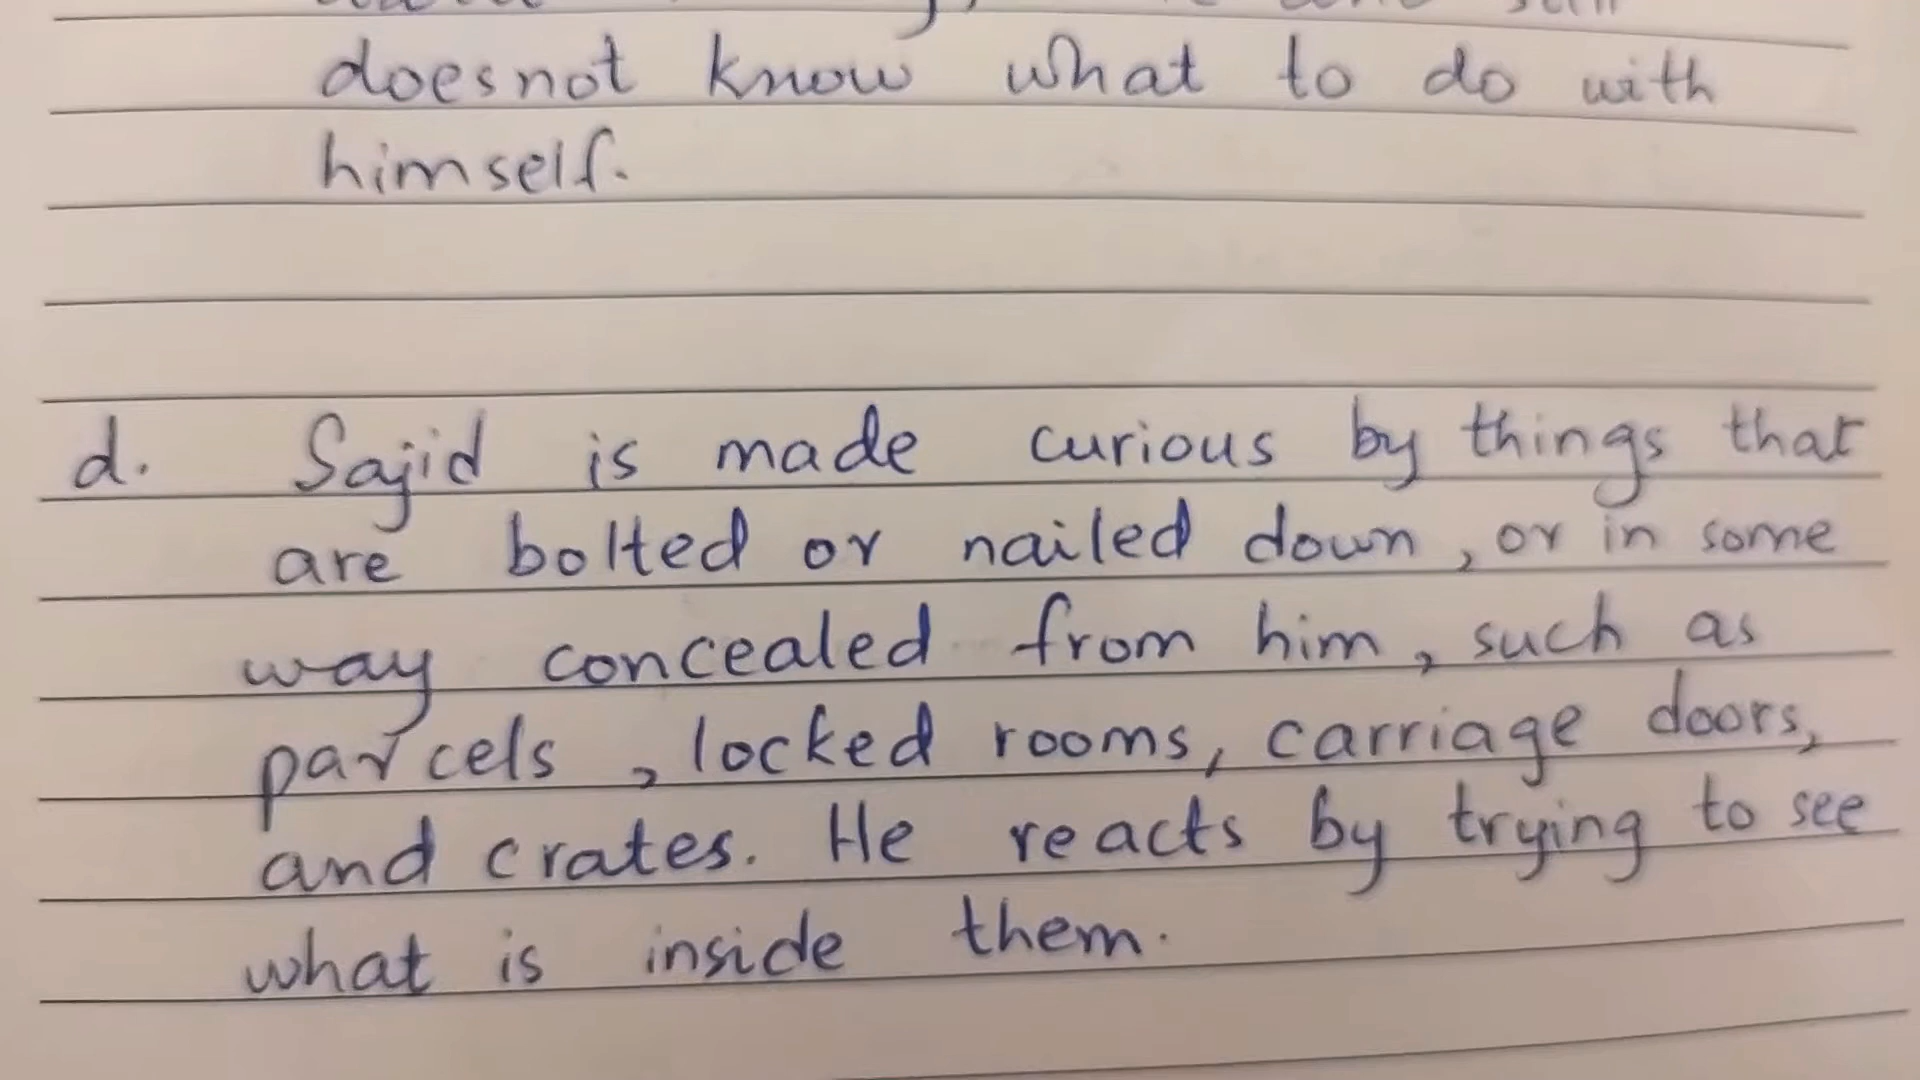 still
doesnot know what to do with
himself.
d. Sajid is made curious by things that
are bolted or nailed down, or in some
way concealed from him, such as
parcels, locked rooms, carriage doors,
and crates. He reacts by trying to see
what is inside them.